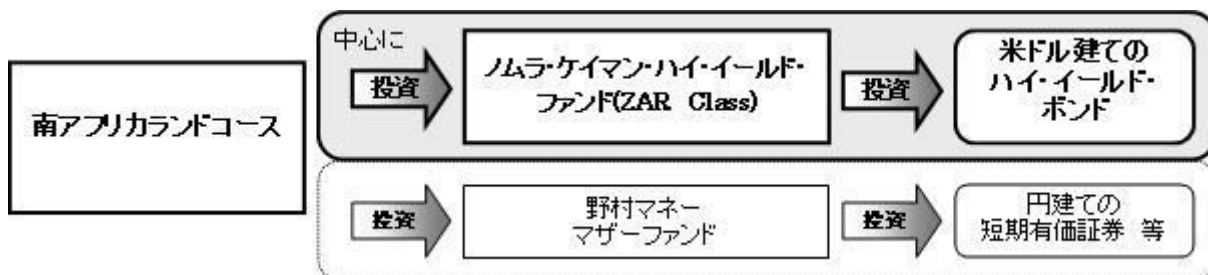 南アフリカランドコース
中心に
投資
ノムラ・ケイマン・ハイ・イールド・
ファンド(ZAR Class)
投資
米ドル建ての
ハイ・イールド・
ボンド
投資
野村マネー
マザーファンド
投資
円建ての
短期有価証券 等